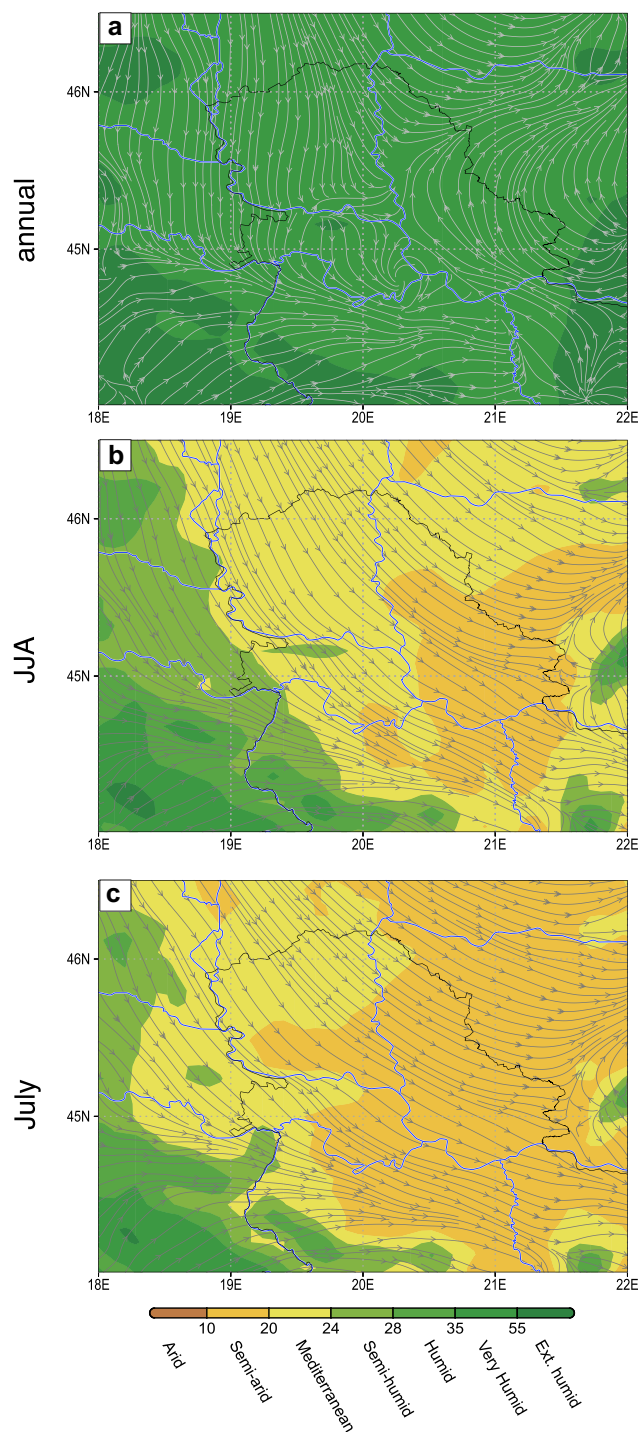 a
annual
46N
45N
18E 19E 20E 21E 22E
b
JJA
46N
45N
18E 19E 20E 21E 22E
c
July
46N
45N
18E 19E 20E 21E 22E
10 20 24 28 35 55
Arid Semi-arid Mediterranean Semi-humid Humid Very Humid Ext. humid